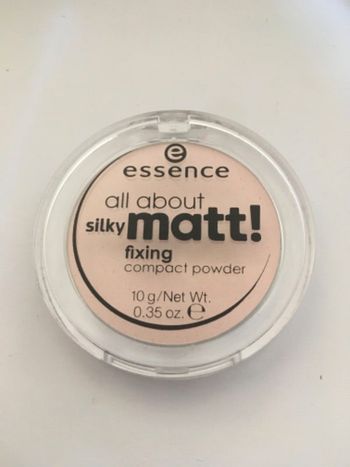 e
essence
all about
silky matt!
fixing
compact powder
10 g/Net Wt.
0.35 oz. ℮